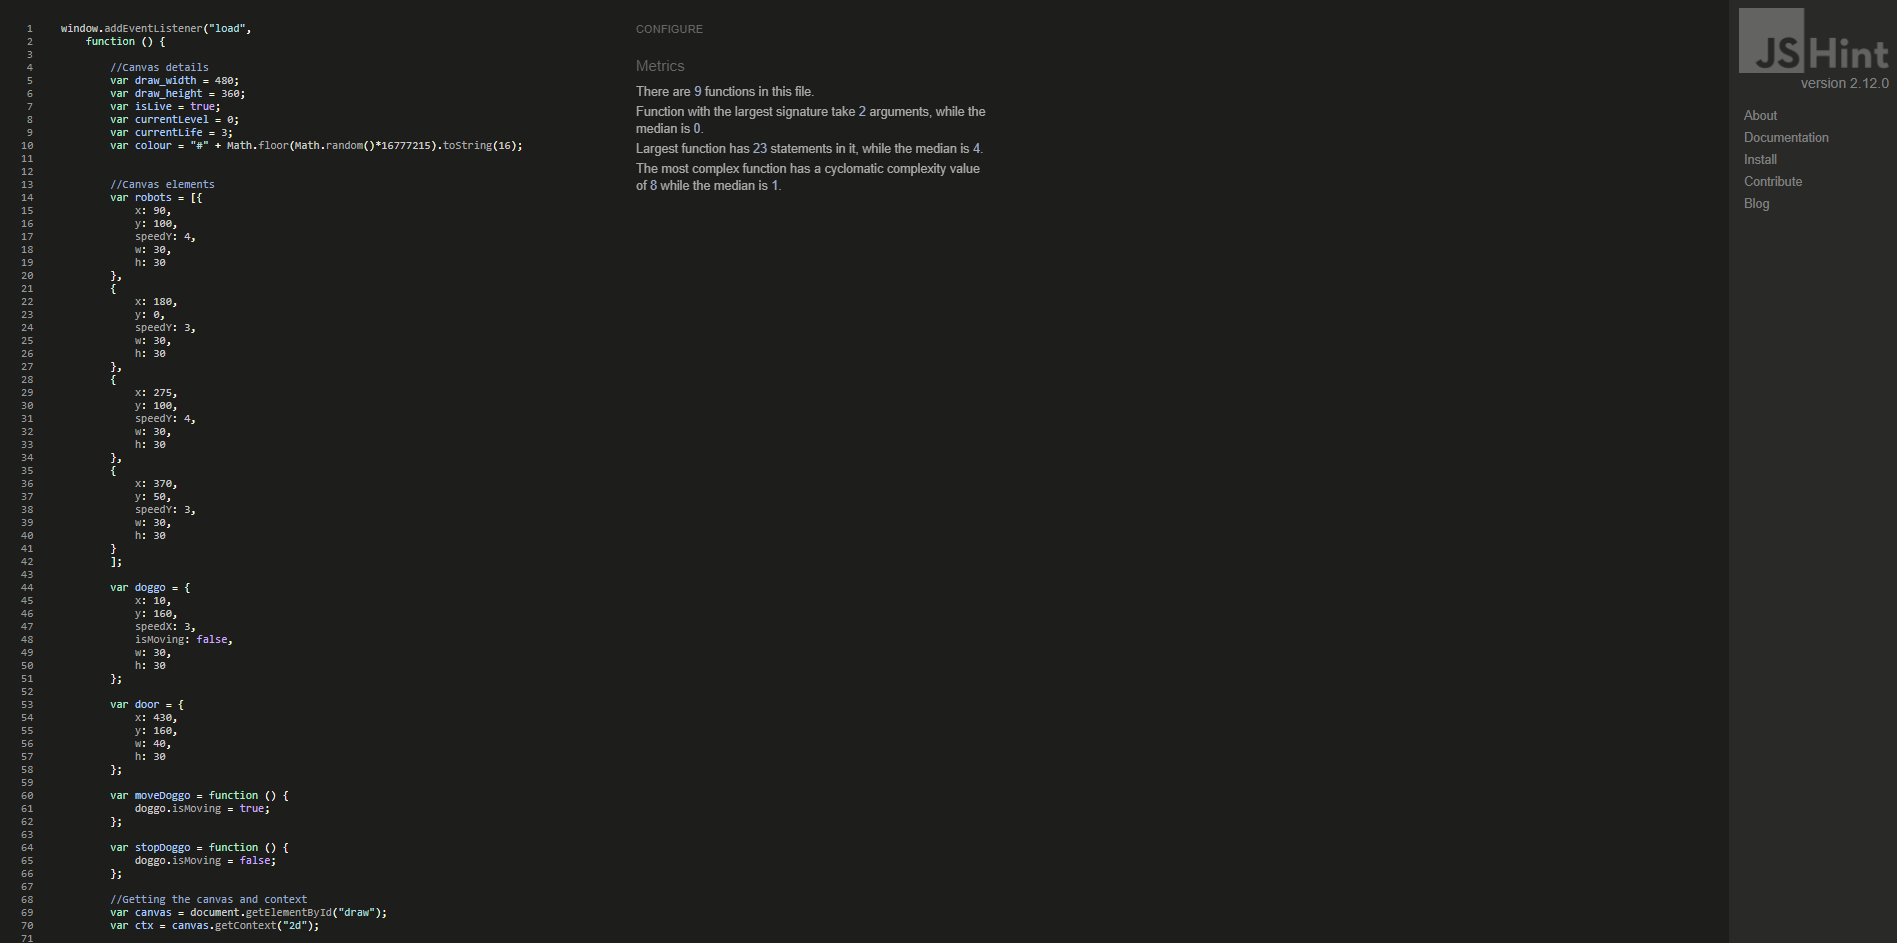 1 window.addEventListener("load",
2 function () {
3
4 //Canvas details
5 var draw_width = 480;
6 var draw_height = 360;
7 var isLive = true;
8 var currentLevel = 0;
9 var currentLife = 3;
10 var colour = "#" + Math.floor(Math.random()*16777215).toString(16);
11
12
13 //Canvas elements
14 var robots = [{
15 x: 90,
16 y: 100,
17 speedY: 4,
18 w: 30,
19 h: 30
20 },
21 {
22 x: 180,
23 y: 0,
24 speedY: 3,
25 w: 30,
26 h: 30
27 },
28 {
29 x: 275,
30 y: 100,
31 speedY: 4,
32 w: 30,
33 h: 30
34 },
35 {
36 x: 370,
37 y: 50,
38 speedY: 3,
39 w: 30,
40 h: 30
41 }
42 ];
43
44 var doggo = {
45 x: 10,
46 y: 160,
47 speedX: 3,
48 isMoving: false,
49 w: 30,
50 h: 30
51 };
52
53 var door = {
54 x: 430,
55 y: 160,
56 w: 40,
57 h: 30
58 };
59
60 var moveDoggo = function () {
61 doggo.isMoving = true;
62 };
63
64 var stopDoggo = function () {
65 doggo.isMoving = false;
66 };
67
68 //Getting the canvas and context
69 var canvas = document.getElementById("draw");
70 var ctx = canvas.getContext("2d");
71
CONFIGURE
Metrics
There are 9 functions in this file.
Function with the largest signature take 2 arguments, while the
median is 0.
Largest function has 23 statements in it, while the median is 4.
The most complex function has a cyclomatic complexity value
of 8 while the median is 1.
JSHint
version 2.12.0
About
Documentation
Install
Contribute
Blog